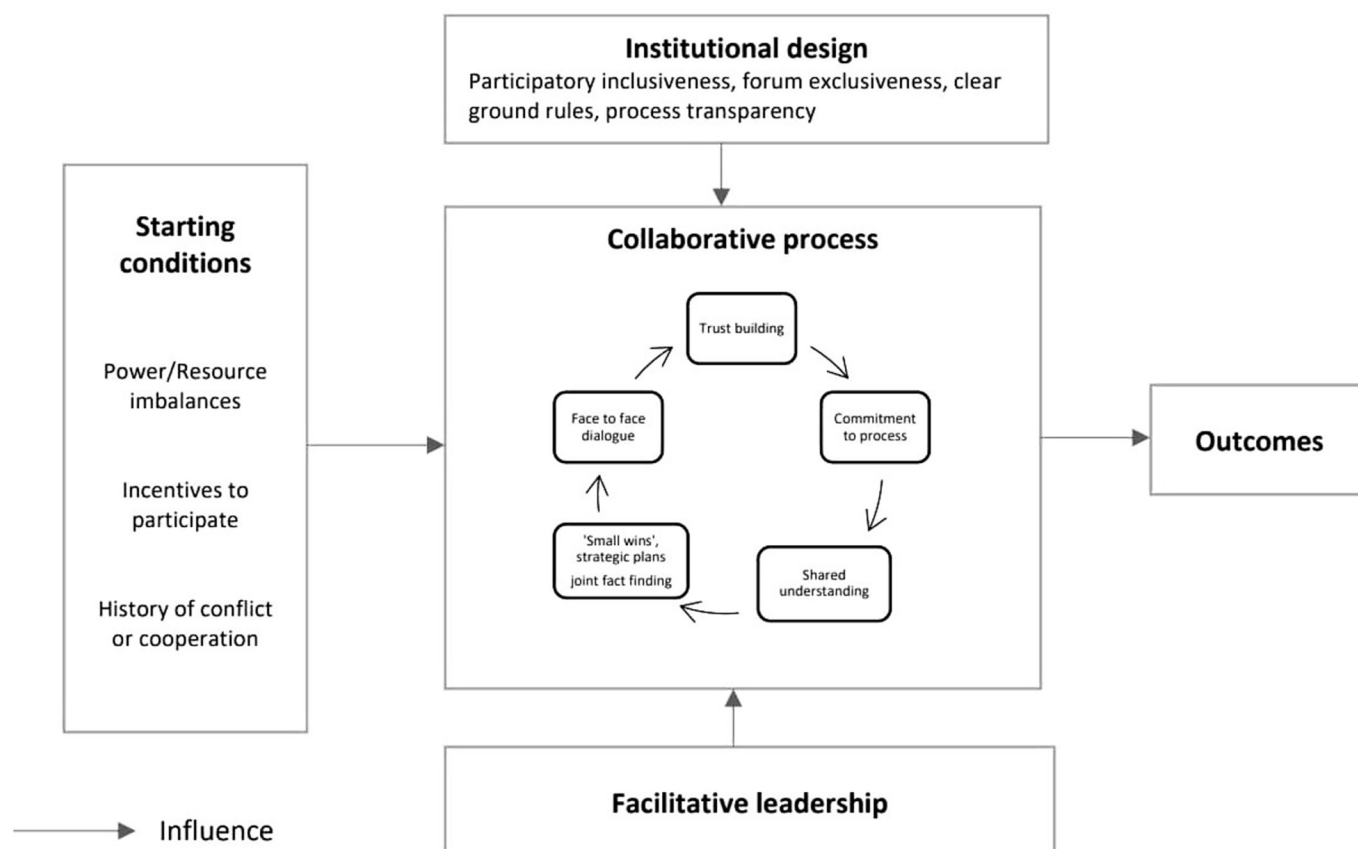 Institutional design
Participatory inclusiveness, forum exclusiveness, clear
ground rules, process transparency
Starting
conditions
Power/Resource
imbalances
Incentives to
participate
History of conflict
or cooperation
Collaborative process
Trust building
Face to face
dialogue
Commitment
to process
'Small wins',
strategic plans
joint fact finding
Shared
understanding
Outcomes
Facilitative leadership
Influence